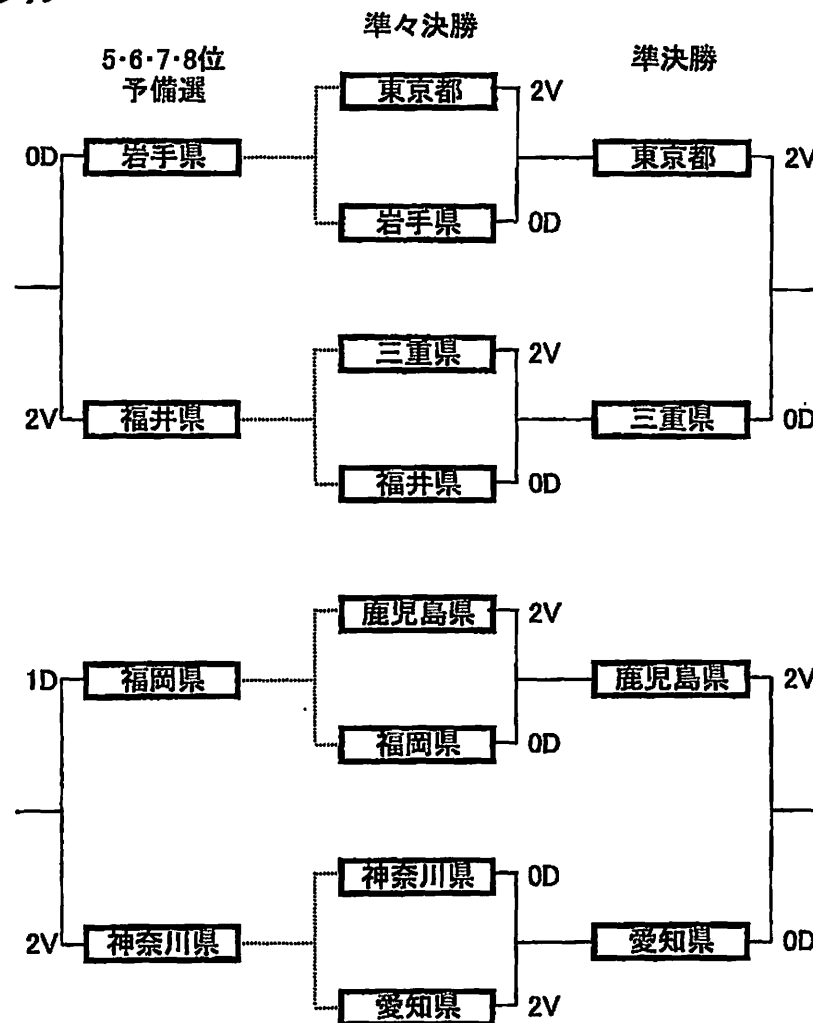 準々決勝
5・6・7・8位
予備選
準決勝
東京都 2V
0D 岩手県 東京都 2V
岩手県 0D
三重県 2V
2V 福井県 三重県 0D
福井県 0D
鹿児島県 2V
1D 福岡県 鹿児島県 2V
福岡県 0D
神奈川県 0D
2V 神奈川県 愛知県 0D
愛知県 2V